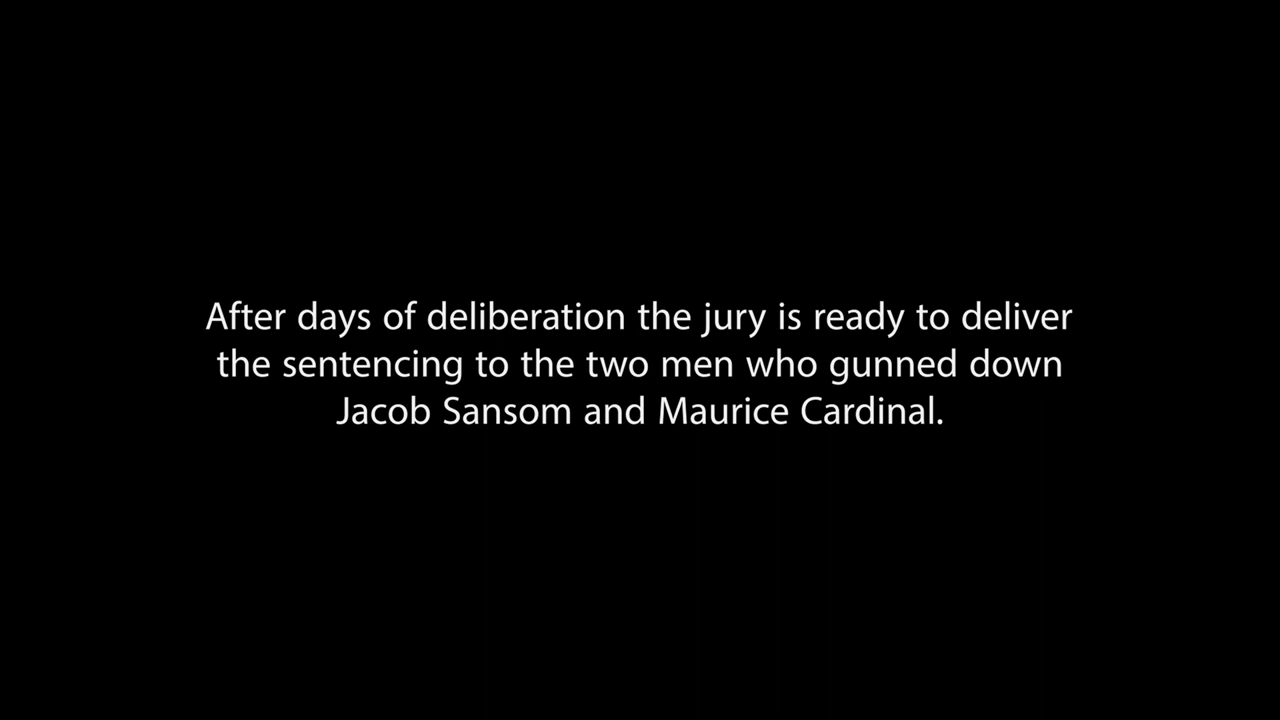 After days of deliberation the jury is ready to deliver
the sentencing to the two men who gunned down
Jacob Sansom and Maurice Cardinal.